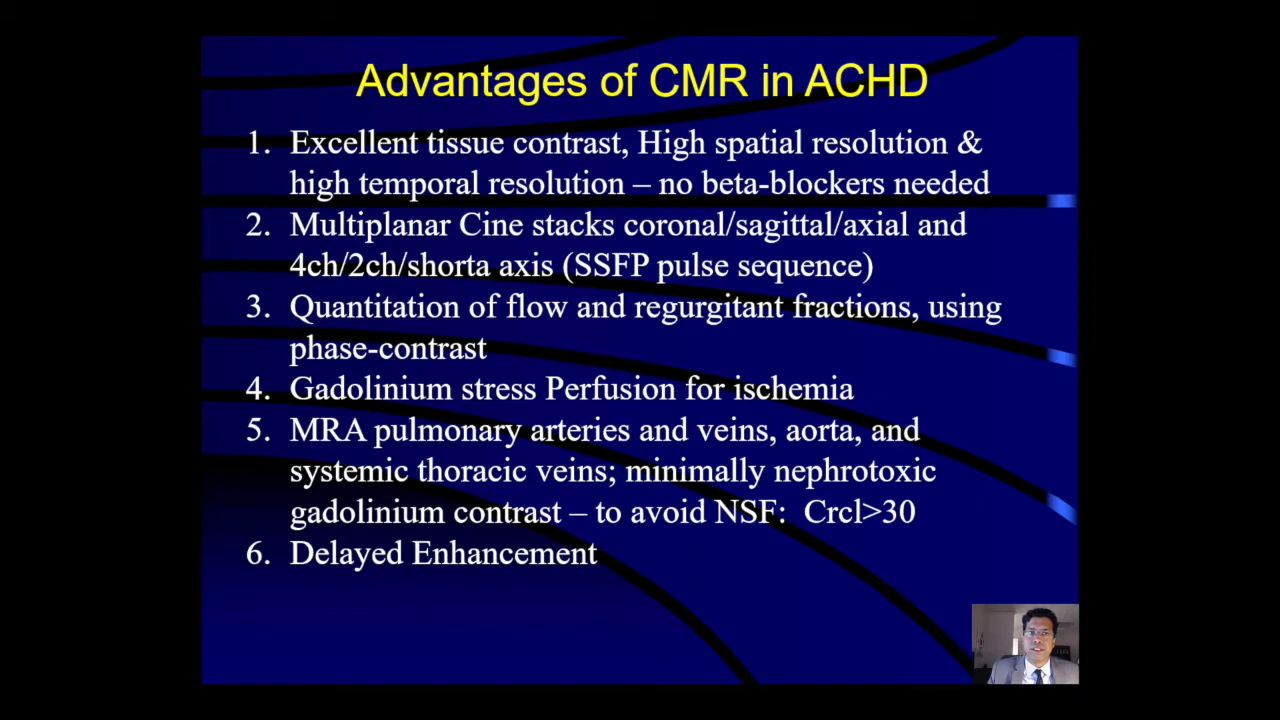 Advantages of CMR in ACHD
1. Excellent tissue contrast, High spatial resolution &
high temporal resolution – no beta-blockers needed
2. Multiplanar Cine stacks coronal/sagittal/axial and
4ch/2ch/shorta axis (SSFP pulse sequence)
3. Quantitation of flow and regurgitant fractions, using
phase-contrast
4. Gadolinium stress Perfusion for ischemia
5. MRA pulmonary arteries and veins, aorta, and
systemic thoracic veins; minimally nephrotoxic
gadolinium contrast – to avoid NSF: Crcl>30
6. Delayed Enhancement